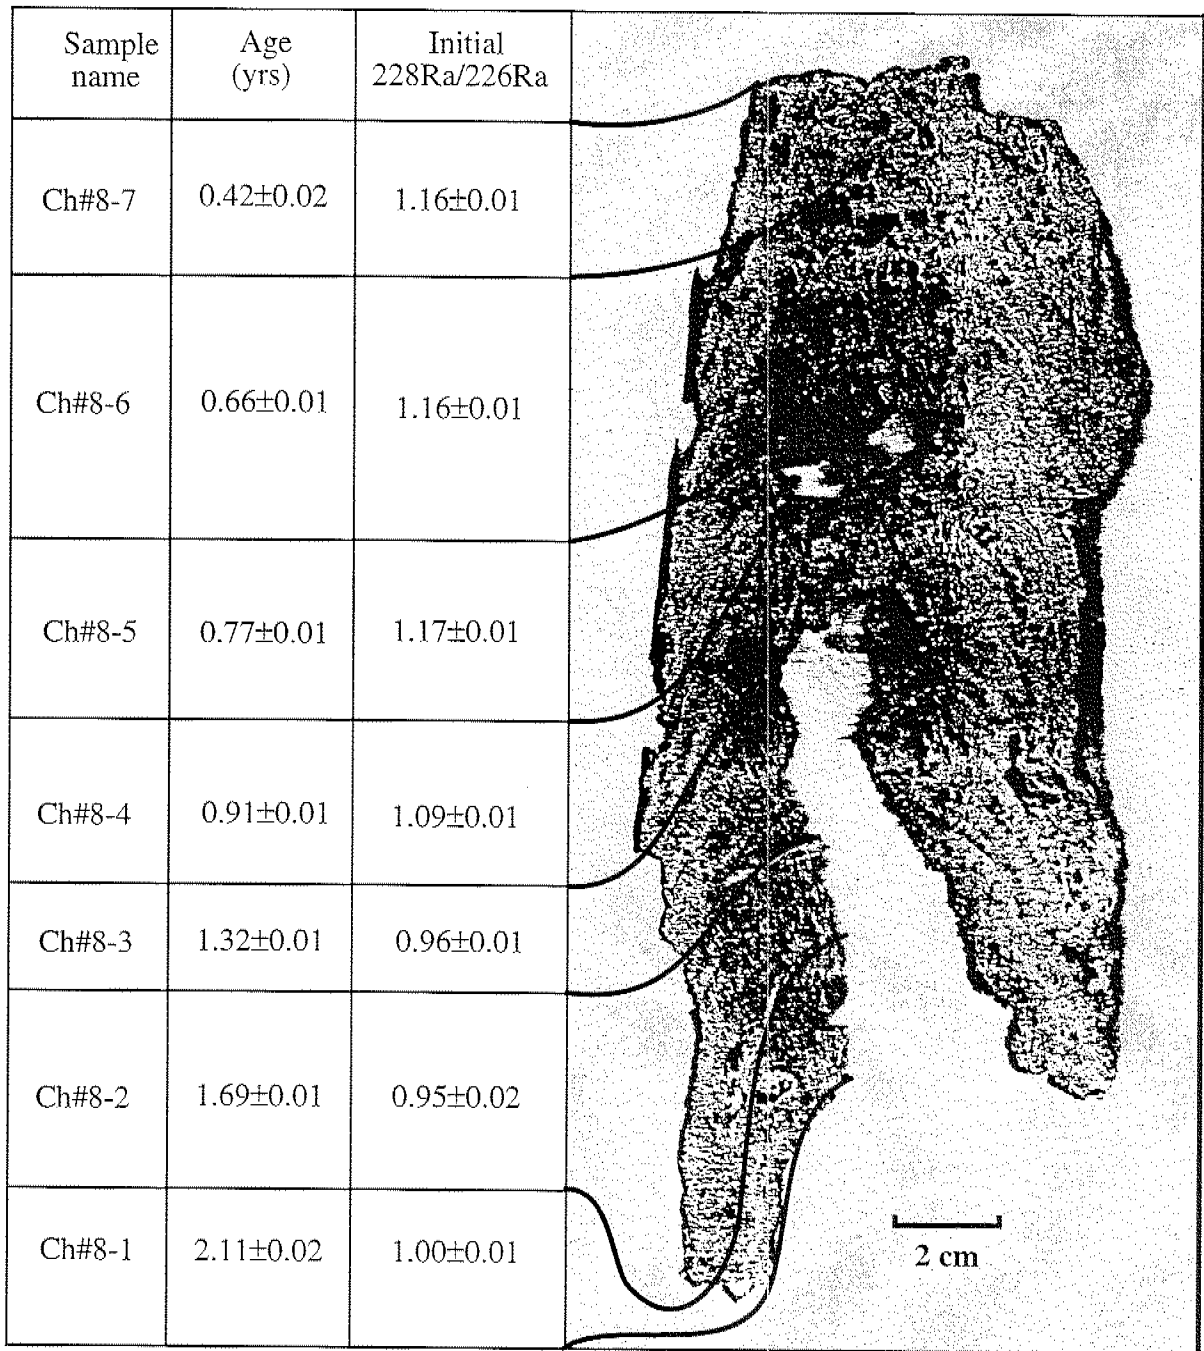 Sample name
Age (yrs)
Initial 228Ra/226Ra
Ch#8-7 0.42±0.02 1.16±0.01
Ch#8-6 0.66±0.01 1.16±0.01
Ch#8-5 0.77±0.01 1.17±0.01
Ch#8-4 0.91±0.01 1.09±0.01
Ch#8-3 1.32±0.01 0.96±0.01
Ch#8-2 1.69±0.01 0.95±0.02
Ch#8-1 2.11±0.02 1.00±0.01
2 cm